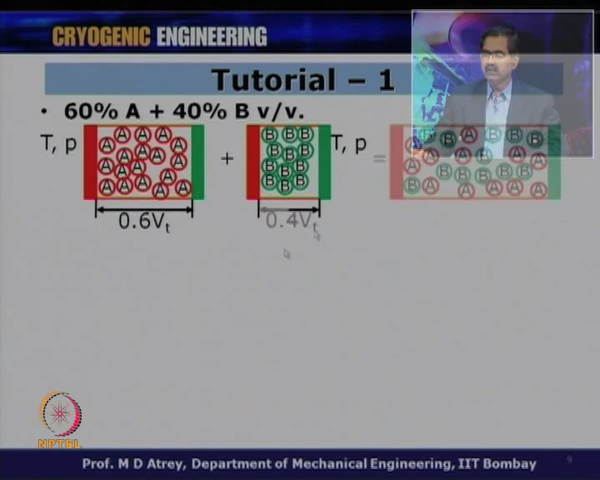 CRYOGENIC ENGINEERING
Tutorial – 1
• 60% A + 40% B v/v.
T, p + T, p =
0.6Vt 0.4Vt
NPTEL
Prof. M D Atrey, Department of Mechanical Engineering, IIT Bombay 9